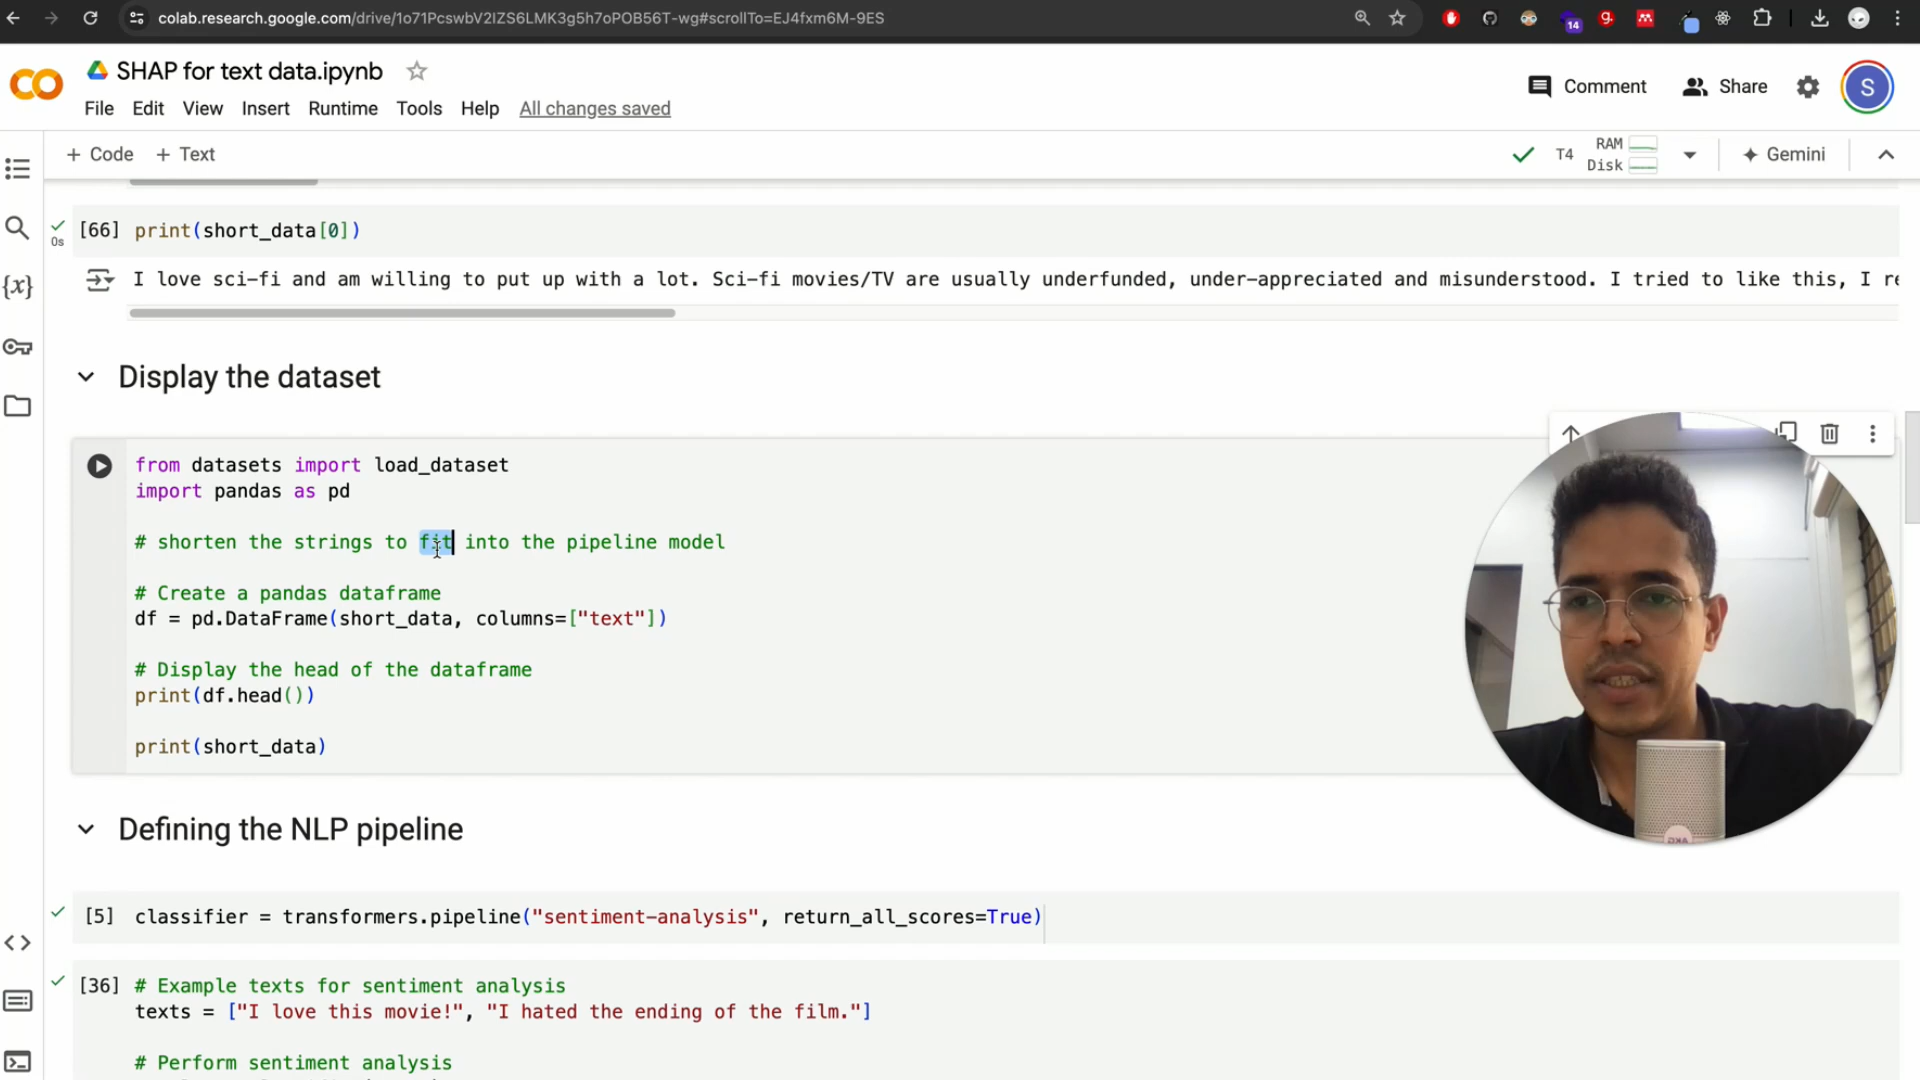 colab.research.google.com/drive/1o71PcswbV2IZS6LMK3g5h7oPOB56T-wg#scrollTo=EJ4fxm6M-9ES
14
SHAP for text data.ipynb
Comment
Share
S
File Edit View Insert Runtime Tools Help All changes saved
+ Code + Text
T4
RAM
Disk
Gemini
[66] print(short_data[0])
0s
I love sci-fi and am willing to put up with a lot. Sci-fi movies/TV are usually underfunded, under-appreciated and misunderstood. I tried to like this, I re
Display the dataset
from datasets import load_dataset
import pandas as pd
# shorten the strings to fit into the pipeline model
# Create a pandas dataframe
df = pd.DataFrame(short_data, columns=["text"])
# Display the head of the dataframe
print(df.head())
print(short_data)
Defining the NLP pipeline
[5] classifier = transformers.pipeline("sentiment-analysis", return_all_scores=True)
[36] # Example texts for sentiment analysis
texts = ["I love this movie!", "I hated the ending of the film."]
# Perform sentiment analysis